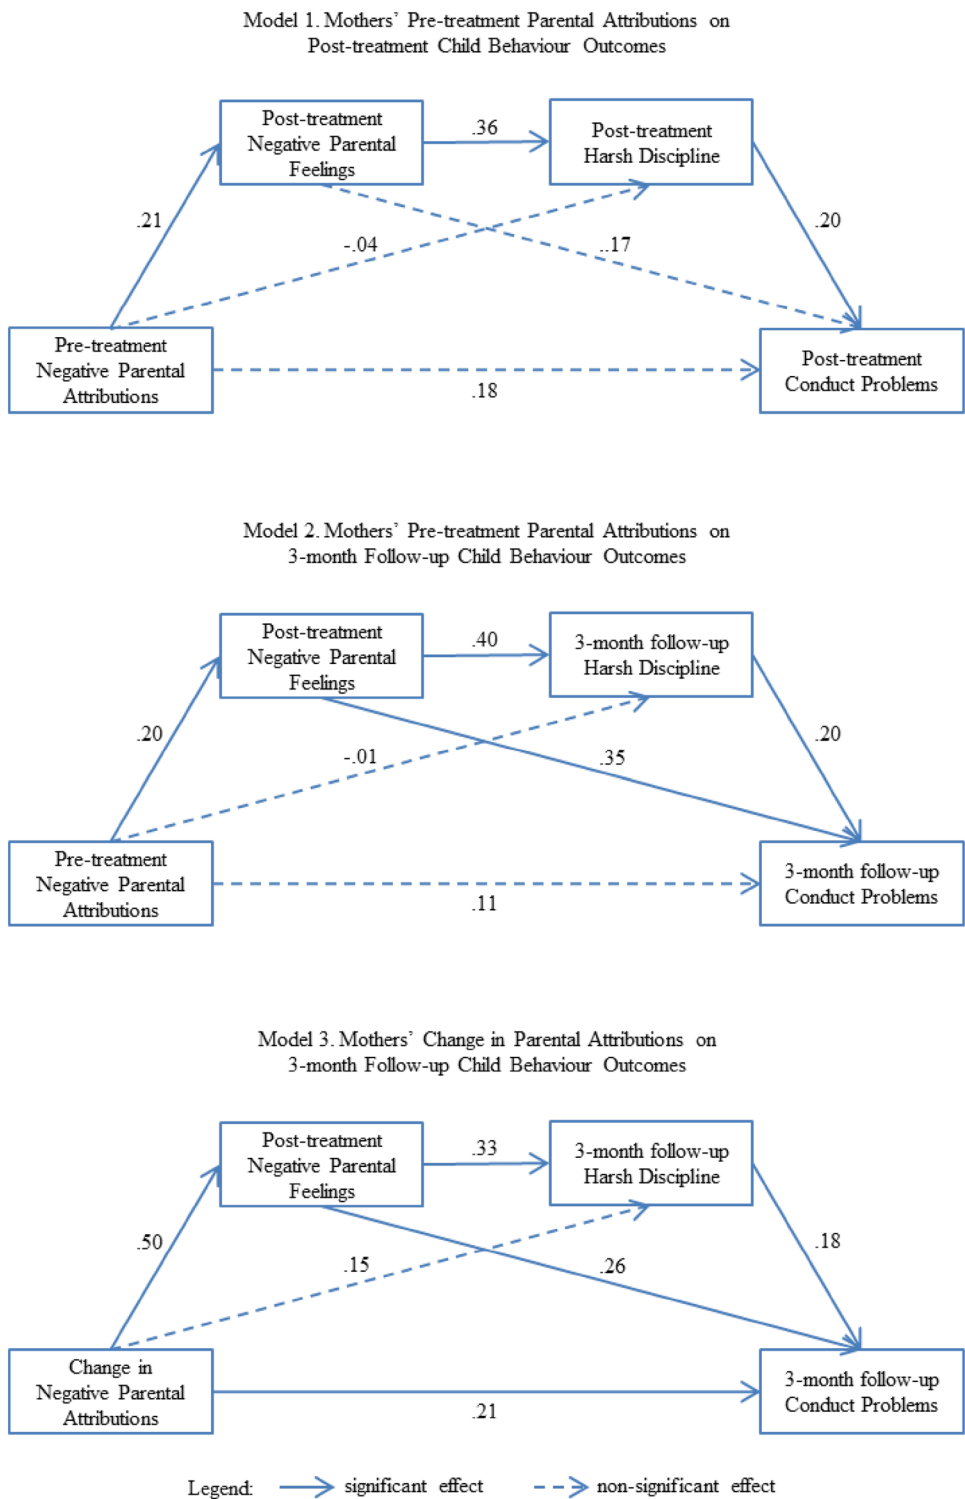 Model 1. Mothers’ Pre-treatment Parental Attributions on
Post-treatment Child Behaviour Outcomes
Post-treatment
Negative Parental
Feelings
.36
Post-treatment
Harsh Discipline
.21
-.04
..17
.20
Pre-treatment
Negative Parental
Attributions
.18
Post-treatment
Conduct Problems
Model 2. Mothers’ Pre-treatment Parental Attributions on
3-month Follow-up Child Behaviour Outcomes
Post-treatment
Negative Parental
Feelings
.40
3-month follow-up
Harsh Discipline
.20
-.01
.35
.20
Pre-treatment
Negative Parental
Attributions
.11
3-month follow-up
Conduct Problems
Model 3. Mothers’ Change in Parental Attributions on
3-month Follow-up Child Behaviour Outcomes
Post-treatment
Negative Parental
Feelings
.33
3-month follow-up
Harsh Discipline
.50
.15
.26
.18
Change in
Negative Parental
Attributions
.21
3-month follow-up
Conduct Problems
Legend: significant effect non-significant effect